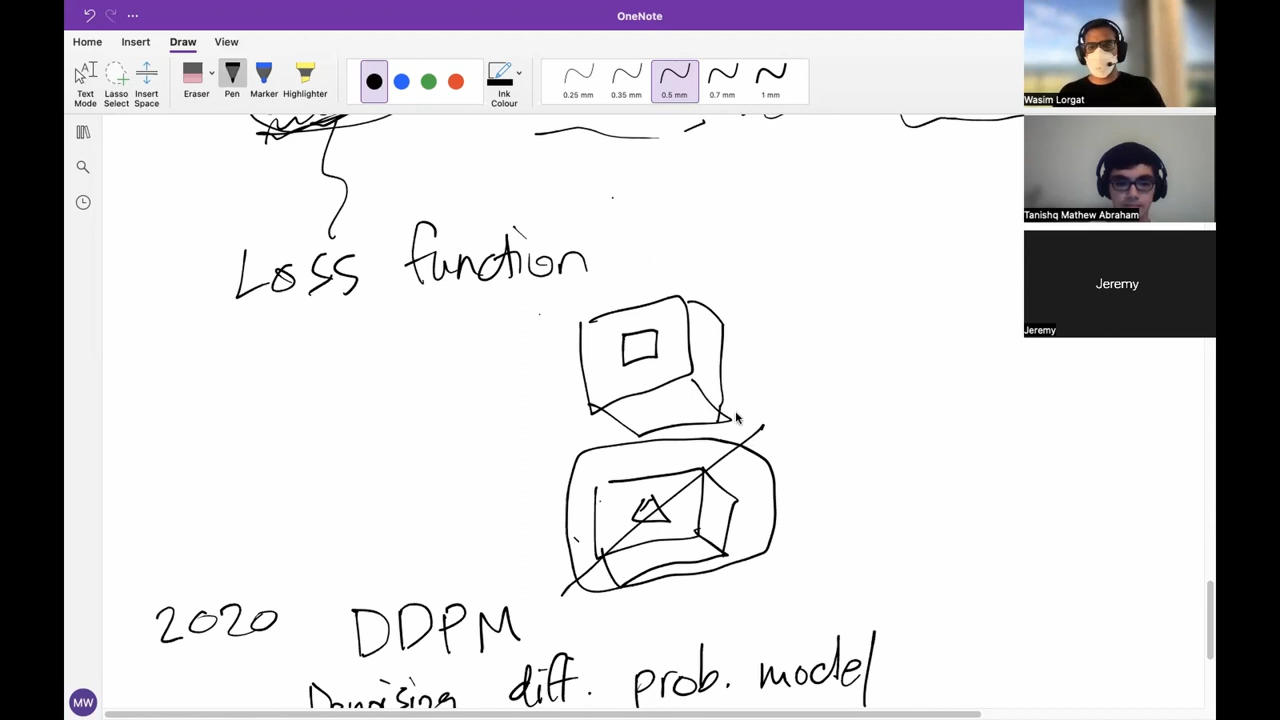 OneNote
Home Insert Draw View
Text Mode Lasso Select Insert Space Eraser Pen Marker Highlighter Ink Colour 0.25 mm 0.35 mm 0.5 mm 0.7 mm 1 mm
Wasim Lorgat
Tanishq Mathew Abraham
Jeremy
Jeremy
Loss function
2020 DDPM
Denoising diff. prob. model
MW